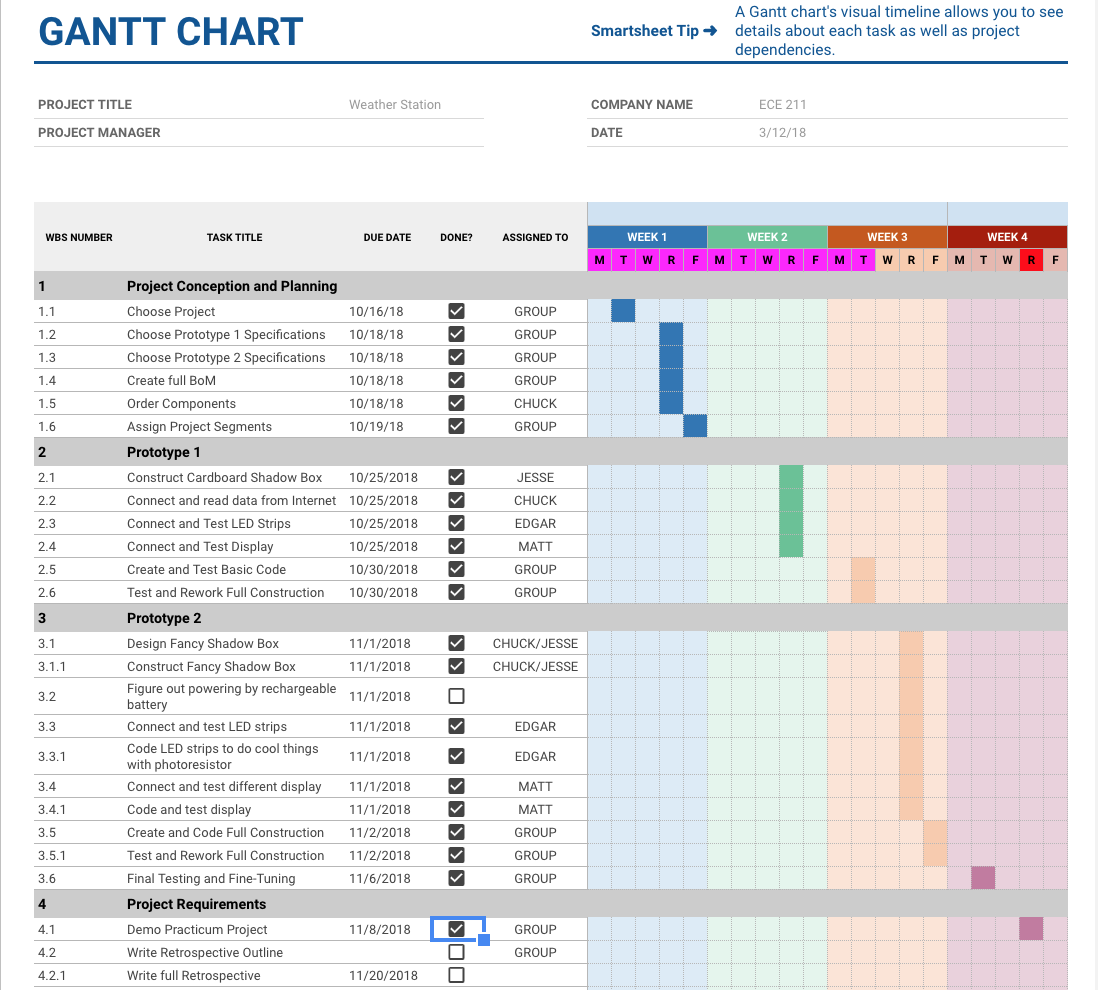 GANTT CHART
Smartsheet Tip ➜
A Gantt chart's visual timeline allows you to see
details about each task as well as project
dependencies.
PROJECT TITLE Weather Station COMPANY NAME ECE 211
PROJECT MANAGER DATE 3/12/18
WBS NUMBER TASK TITLE DUE DATE DONE? ASSIGNED TO
WEEK 1 WEEK 2 WEEK 3 WEEK 4
M T W R F M T W R F M T W R F M T W R F
1 Project Conception and Planning
1.1 Choose Project 10/16/18 GROUP
1.2 Choose Prototype 1 Specifications 10/18/18 GROUP
1.3 Choose Prototype 2 Specifications 10/18/18 GROUP
1.4 Create full BoM 10/18/18 GROUP
1.5 Order Components 10/18/18 CHUCK
1.6 Assign Project Segments 10/19/18 GROUP
2 Prototype 1
2.1 Construct Cardboard Shadow Box 10/25/2018 JESSE
2.2 Connect and read data from Internet 10/25/2018 CHUCK
2.3 Connect and Test LED Strips 10/25/2018 EDGAR
2.4 Connect and Test Display 10/25/2018 MATT
2.5 Create and Test Basic Code 10/30/2018 GROUP
2.6 Test and Rework Full Construction 10/30/2018 GROUP
3 Prototype 2
3.1 Design Fancy Shadow Box 11/1/2018 CHUCK/JESSE
3.1.1 Construct Fancy Shadow Box 11/1/2018 CHUCK/JESSE
3.2 Figure out powering by rechargeable
battery 11/1/2018
3.3 Connect and test LED strips 11/1/2018 EDGAR
3.3.1 Code LED strips to do cool things
with photoresistor 11/1/2018 EDGAR
3.4 Connect and test different display 11/1/2018 MATT
3.4.1 Code and test display 11/1/2018 MATT
3.5 Create and Code Full Construction 11/2/2018 GROUP
3.5.1 Test and Rework Full Construction 11/2/2018 GROUP
3.6 Final Testing and Fine-Tuning 11/6/2018 GROUP
4 Project Requirements
4.1 Demo Practicum Project 11/8/2018 GROUP
4.2 Write Retrospective Outline GROUP
4.2.1 Write full Retrospective 11/20/2018